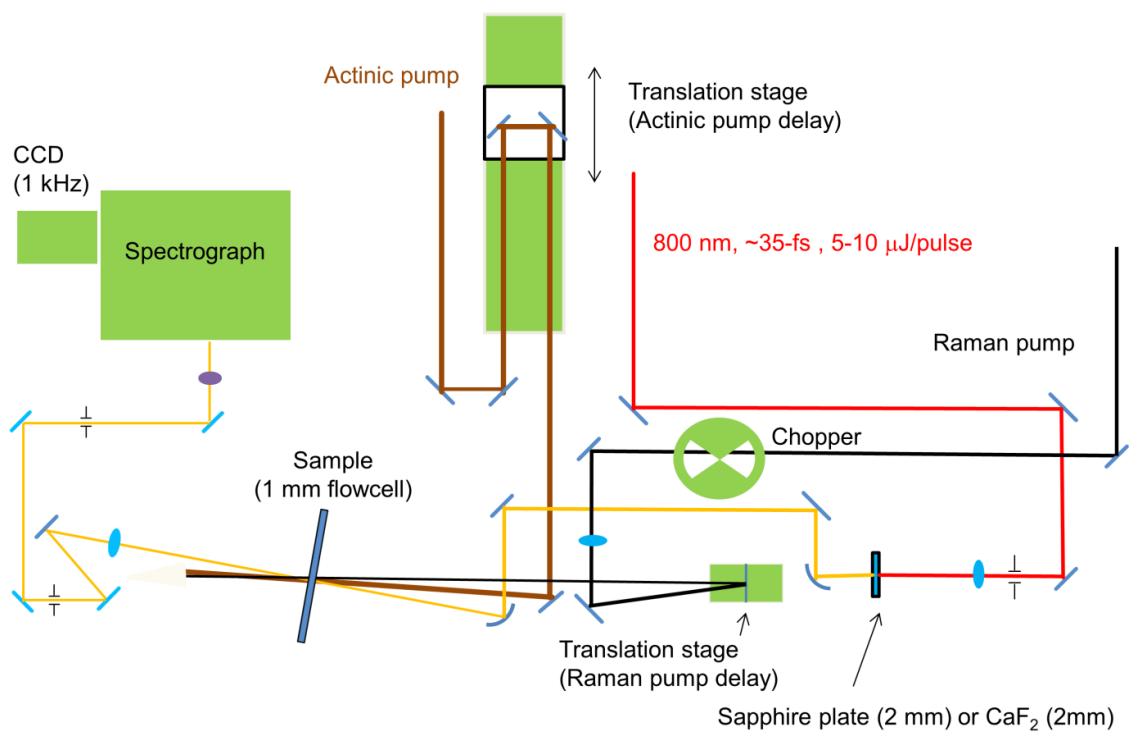 Actinic pump
Translation stage
(Actinic pump delay)
CCD
(1 kHz)
Spectrograph
800 nm, ~35-fs , 5-10 μJ/pulse
Raman pump
Chopper
Sample
(1 mm flowcell)
Translation stage
(Raman pump delay)
Sapphire plate (2 mm) or CaF₂ (2mm)